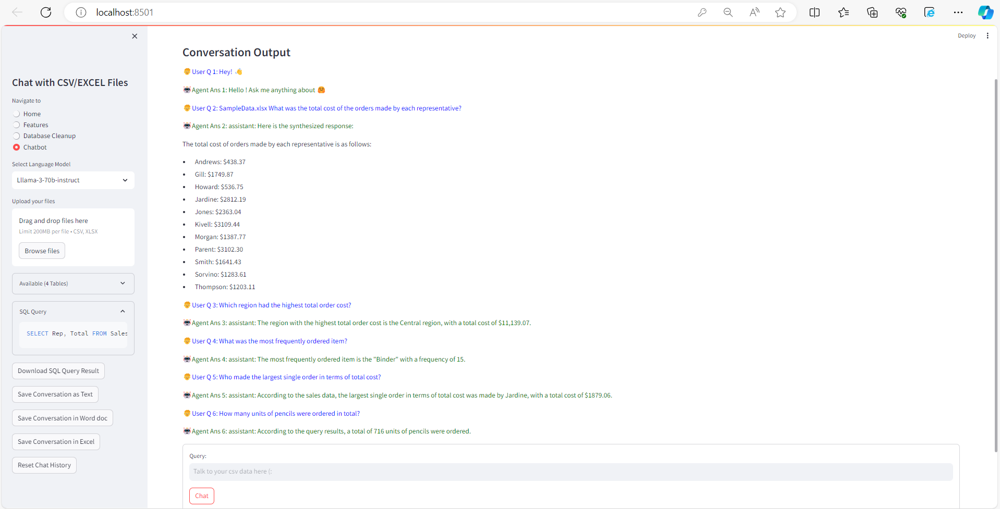 localhost:8501
Deploy
Chat with CSV/EXCEL Files
Navigate to
Home
Features
Database Cleanup
Chatbot
Select Language Model
Lllama-3-70b-instruct
Upload your files
Drag and drop files here
Limit 200MB per file • CSV, XLSX
Browse files
Available (4 Tables)
SQL Query
SELECT Rep, Total FROM Sales
Download SQL Query Result
Save Conversation as Text
Save Conversation in Word doc
Save Conversation in Excel
Reset Chat History
Conversation Output
User Q 1: Hey! 👋
Agent Ans 1: Hello ! Ask me anything about 🤗
User Q 2: SampleData.xlsx What was the total cost of the orders made by each representative?
Agent Ans 2: assistant: Here is the synthesized response:
The total cost of orders made by each representative is as follows:
• Andrews: $438.37
• Gill: $1749.87
• Howard: $536.75
• Jardine: $2812.19
• Jones: $2363.04
• Kivell: $3109.44
• Morgan: $1387.77
• Parent: $3102.30
• Smith: $1641.43
• Sorvino: $1283.61
• Thompson: $1203.11
User Q 3: Which region had the highest total order cost?
Agent Ans 3: assistant: The region with the highest total order cost is the Central region, with a total cost of $11,139.07.
User Q 4: What was the most frequently ordered item?
Agent Ans 4: assistant: The most frequently ordered item is the "Binder" with a frequency of 15.
User Q 5: Who made the largest single order in terms of total cost?
Agent Ans 5: assistant: According to the sales data, the largest single order in terms of total cost was made by Jardine, with a total cost of $1879.06.
User Q 6: How many units of pencils were ordered in total?
Agent Ans 6: assistant: According to the query results, a total of 716 units of pencils were ordered.
Query:
Talk to your csv data here (:
Chat